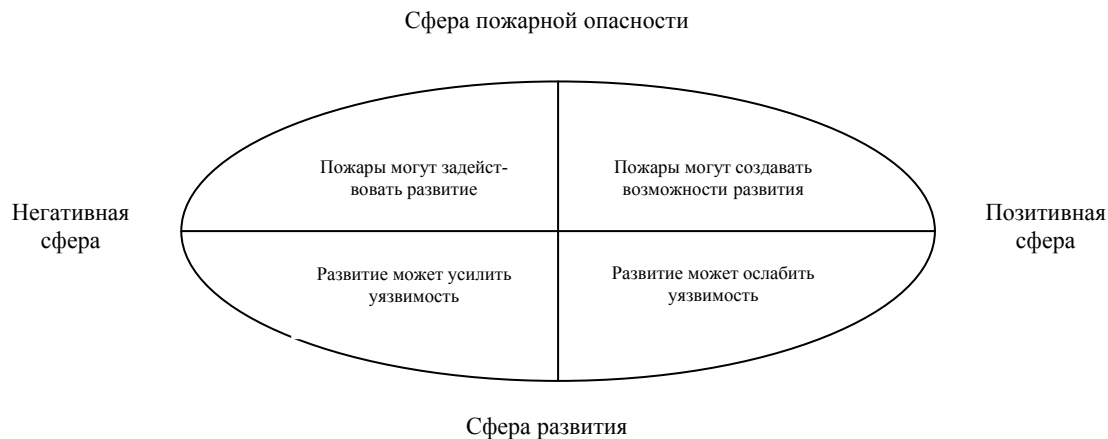 Сфера пожарной опасности
Пожары могут задейст-
вовать развитие
Пожары могут создавать
возможности развития
Негативная
сфера
Позитивная
сфера
Развитие может усилить
уязвимость
Развитие может ослабить
уязвимость
Сфера развития